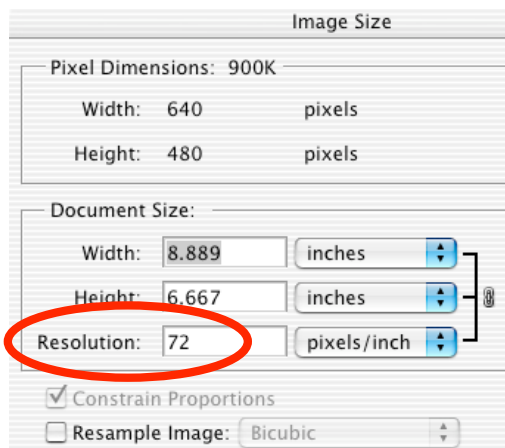 Image Size
Pixel Dimensions: 900K
Width: 640 pixels
Height: 480 pixels
Document Size:
Width: 8.889 inches
Height: 6.667 inches
Resolution: 72 pixels/inch
Constrain Proportions
Resample Image: Bicubic